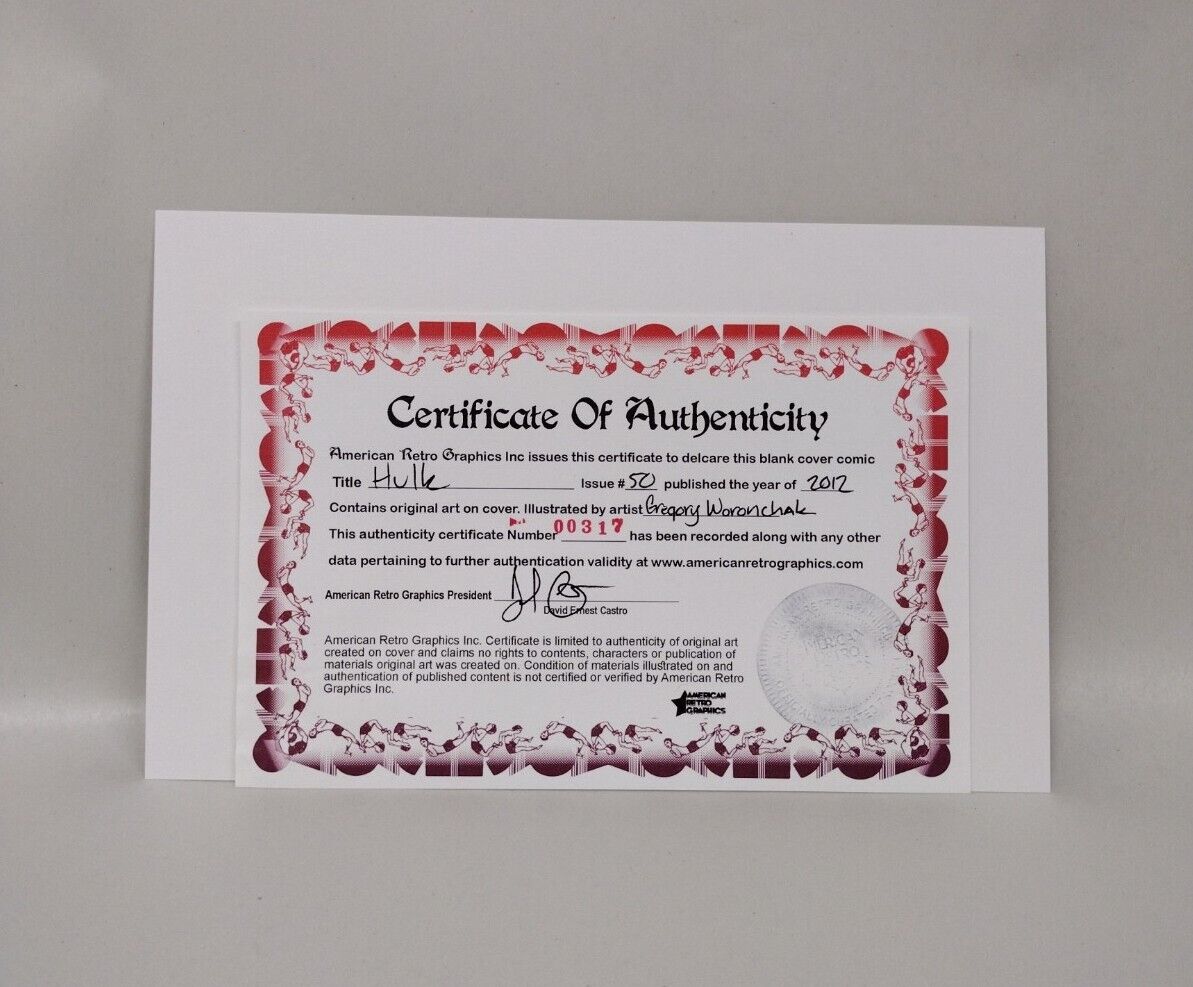 Certificate Of Authenticity
American Retro Graphics Inc issues this certificate to delcare this blank cover comic
Title Hulk Issue # 50 published the year of 2012
Contains original art on cover. Illustrated by artist Gregory Woronchak
This authenticity certificate Number 00317 has been recorded along with any other
data pertaining to further authentication validity at www.americanretrographics.com
American Retro Graphics President
David Ernest Castro
American Retro Graphics Inc. Certificate is limited to authenticity of original art
created on cover and claims no rights to contents, characters or publication of
materials original art was created on. Condition of materials illustrated on and
authentication of published content is not certified or verified by American Retro
Graphics Inc.
AMERICAN
RETRO
GRAPHICS